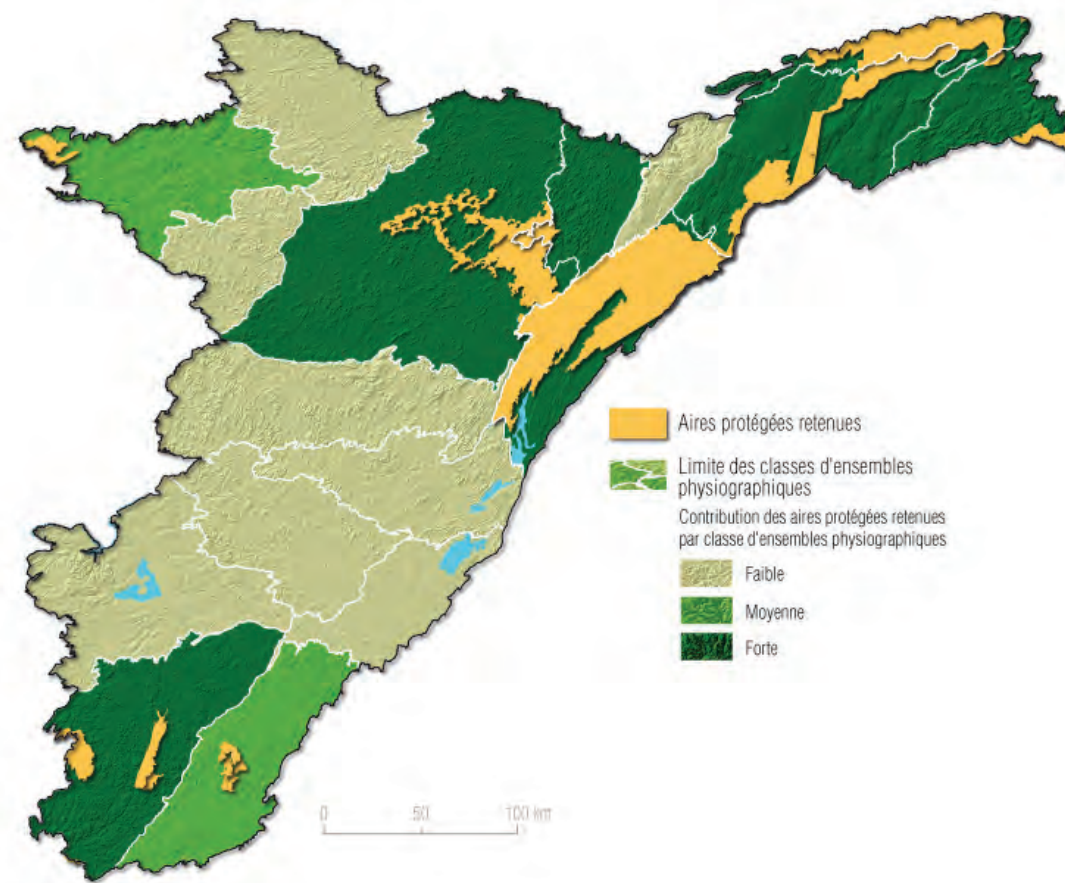 Aires protégées retenues
Limite des classes d'ensembles
physiographiques
Contribution des aires protégées retenues
par classe d'ensembles physiographiques
Faible
Moyenne
Forte
0 50 100 km